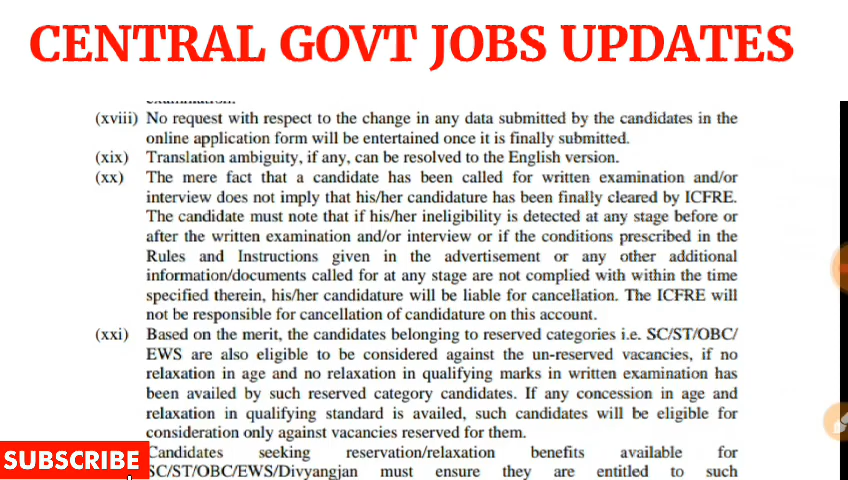 CENTRAL GOVT JOBS UPDATES
(xviii) No request with respect to the change in any data submitted by the candidates in the
online application form will be entertained once it is finally submitted.
(xix) Translation ambiguity, if any, can be resolved to the English version.
(xx) The mere fact that a candidate has been called for written examination and/or
interview does not imply that his/her candidature has been finally cleared by ICFRE.
The candidate must note that if his/her ineligibility is detected at any stage before or
after the written examination and/or interview or if the conditions prescribed in the
Rules and Instructions given in the advertisement or any other additional
information/documents called for at any stage are not complied with within the time
specified therein, his/her candidature will be liable for cancellation. The ICFRE will
not be responsible for cancellation of candidature on this account.
(xxi) Based on the merit, the candidates belonging to reserved categories i.e. SC/ST/OBC/
EWS are also eligible to be considered against the un-reserved vacancies, if no
relaxation in age and no relaxation in qualifying marks in written examination has
been availed by such reserved category candidates. If any concession in age and
relaxation in qualifying standard is availed, such candidates will be eligible for
consideration only against vacancies reserved for them.
Candidates seeking reservation/relaxation benefits available for
SC/ST/OBC/EWS/Divyangjan must ensure they are entitled to such
SUBSCRIBE